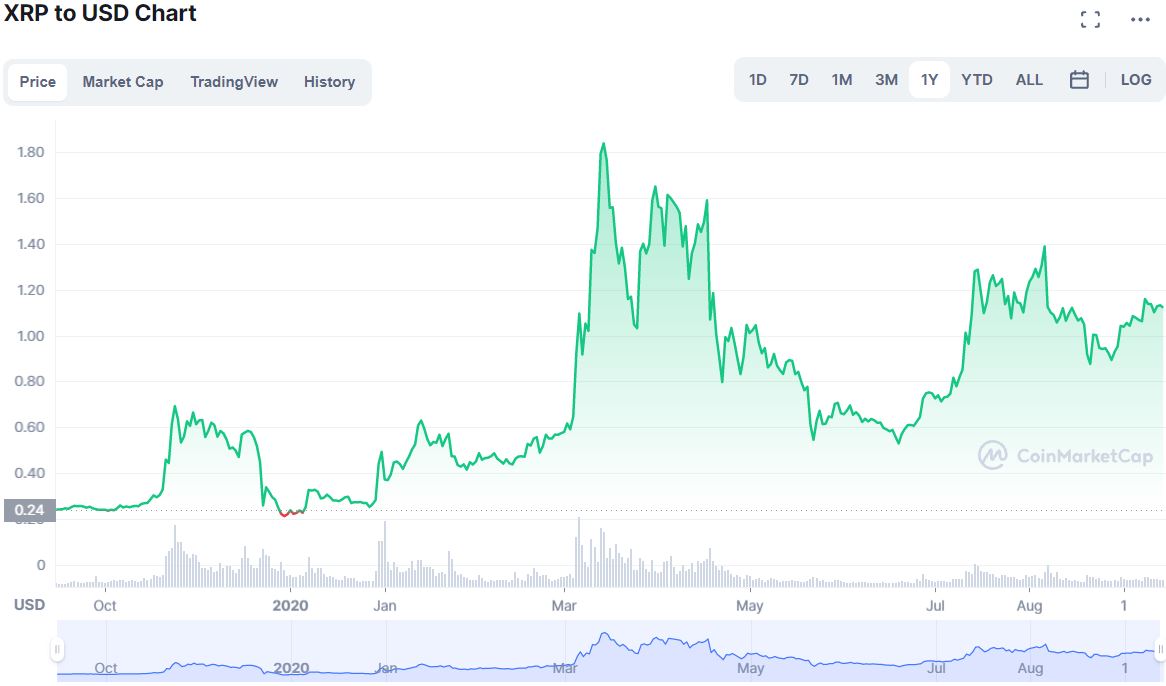 XRP to USD Chart
Price Market Cap TradingView History
1D 7D 1M 3M 1Y YTD ALL LOG
1.80
1.60
1.40
1.20
1.00
0.80
0.60
0.40
0.24
0.20
0
CoinMarketCap
USD Oct 2020 Jan Mar May Jul Aug 1
Oct 2020 Jan Mar May Jul Aug 1